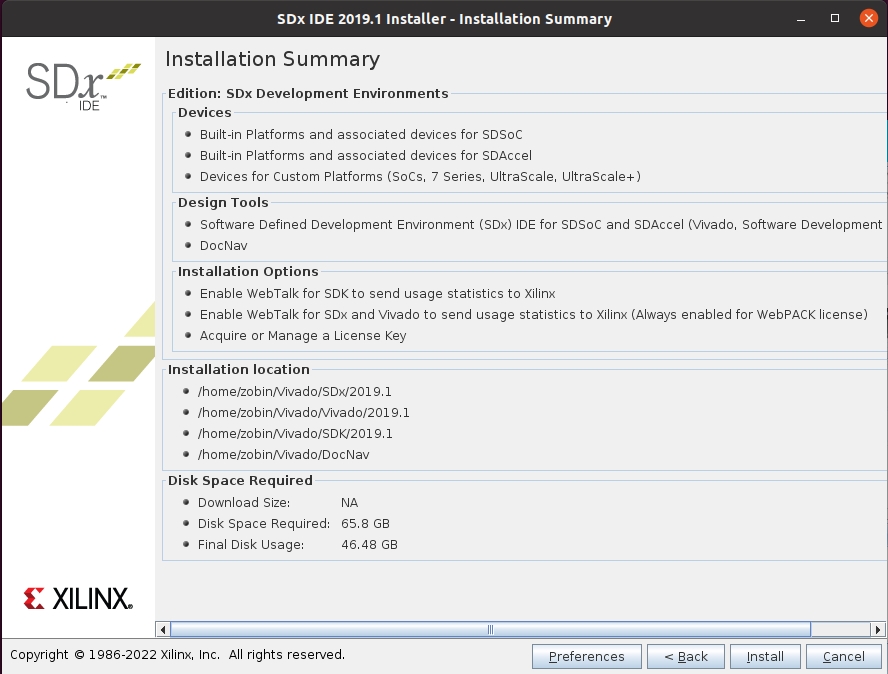 SDx IDE 2019.1 Installer - Installation Summary
SDx™
IDE
Installation Summary
Edition: SDx Development Environments
Devices
Built-in Platforms and associated devices for SDSoC
Built-in Platforms and associated devices for SDAccel
Devices for Custom Platforms (SoCs, 7 Series, UltraScale, UltraScale+)
Design Tools
Software Defined Development Environment (SDx) IDE for SDSoC and SDAccel (Vivado, Software Development
DocNav
Installation Options
Enable WebTalk for SDK to send usage statistics to Xilinx
Enable WebTalk for SDx and Vivado to send usage statistics to Xilinx (Always enabled for WebPACK license)
Acquire or Manage a License Key
Installation location
/home/zobin/Vivado/SDx/2019.1
/home/zobin/Vivado/Vivado/2019.1
/home/zobin/Vivado/SDK/2019.1
/home/zobin/Vivado/DocNav
Disk Space Required
Download Size: NA
Disk Space Required: 65.8 GB
Final Disk Usage: 46.48 GB
XILINX®
Copyright © 1986-2022 Xilinx, Inc. All rights reserved.
Preferences < Back Install Cancel